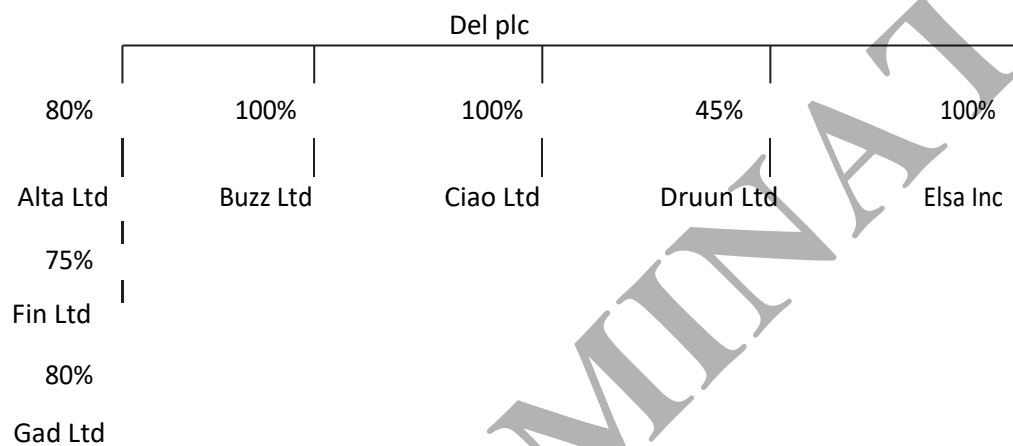 Del plc
80% 100% 100% 45% 100%
Alta Ltd Buzz Ltd Ciao Ltd Druun Ltd Elsa Inc
75%
Fin Ltd
80%
Gad Ltd
MINAT